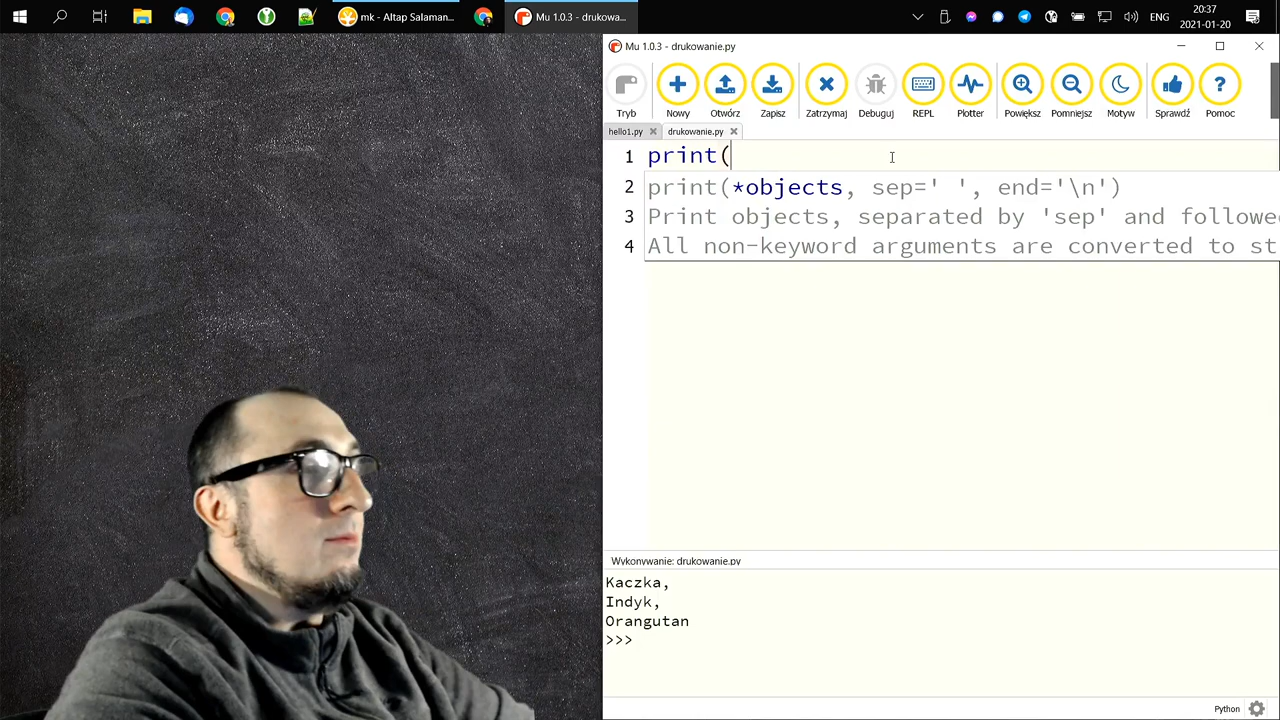 mk - Altap Salaman...
Mu 1.0.3 - drukowa...
ENG
20:37
2021-01-20
Mu 1.0.3 - drukowanie.py
Tryb
Nowy
Otwórz
Zapisz
Zatrzymaj
Debuguj
REPL
Plotter
Powiększ
Pomniejsz
Motyw
Sprawdź
Pomoc
hello1.py
drukowanie.py
1 print(
2 print(*objects, sep=' ', end='\n')
3 Print objects, separated by 'sep' and followe
4 All non-keyword arguments are converted to st
Wykonywanie: drukowanie.py
Kaczka,
Indyk,
Orangutan
>>>
Python